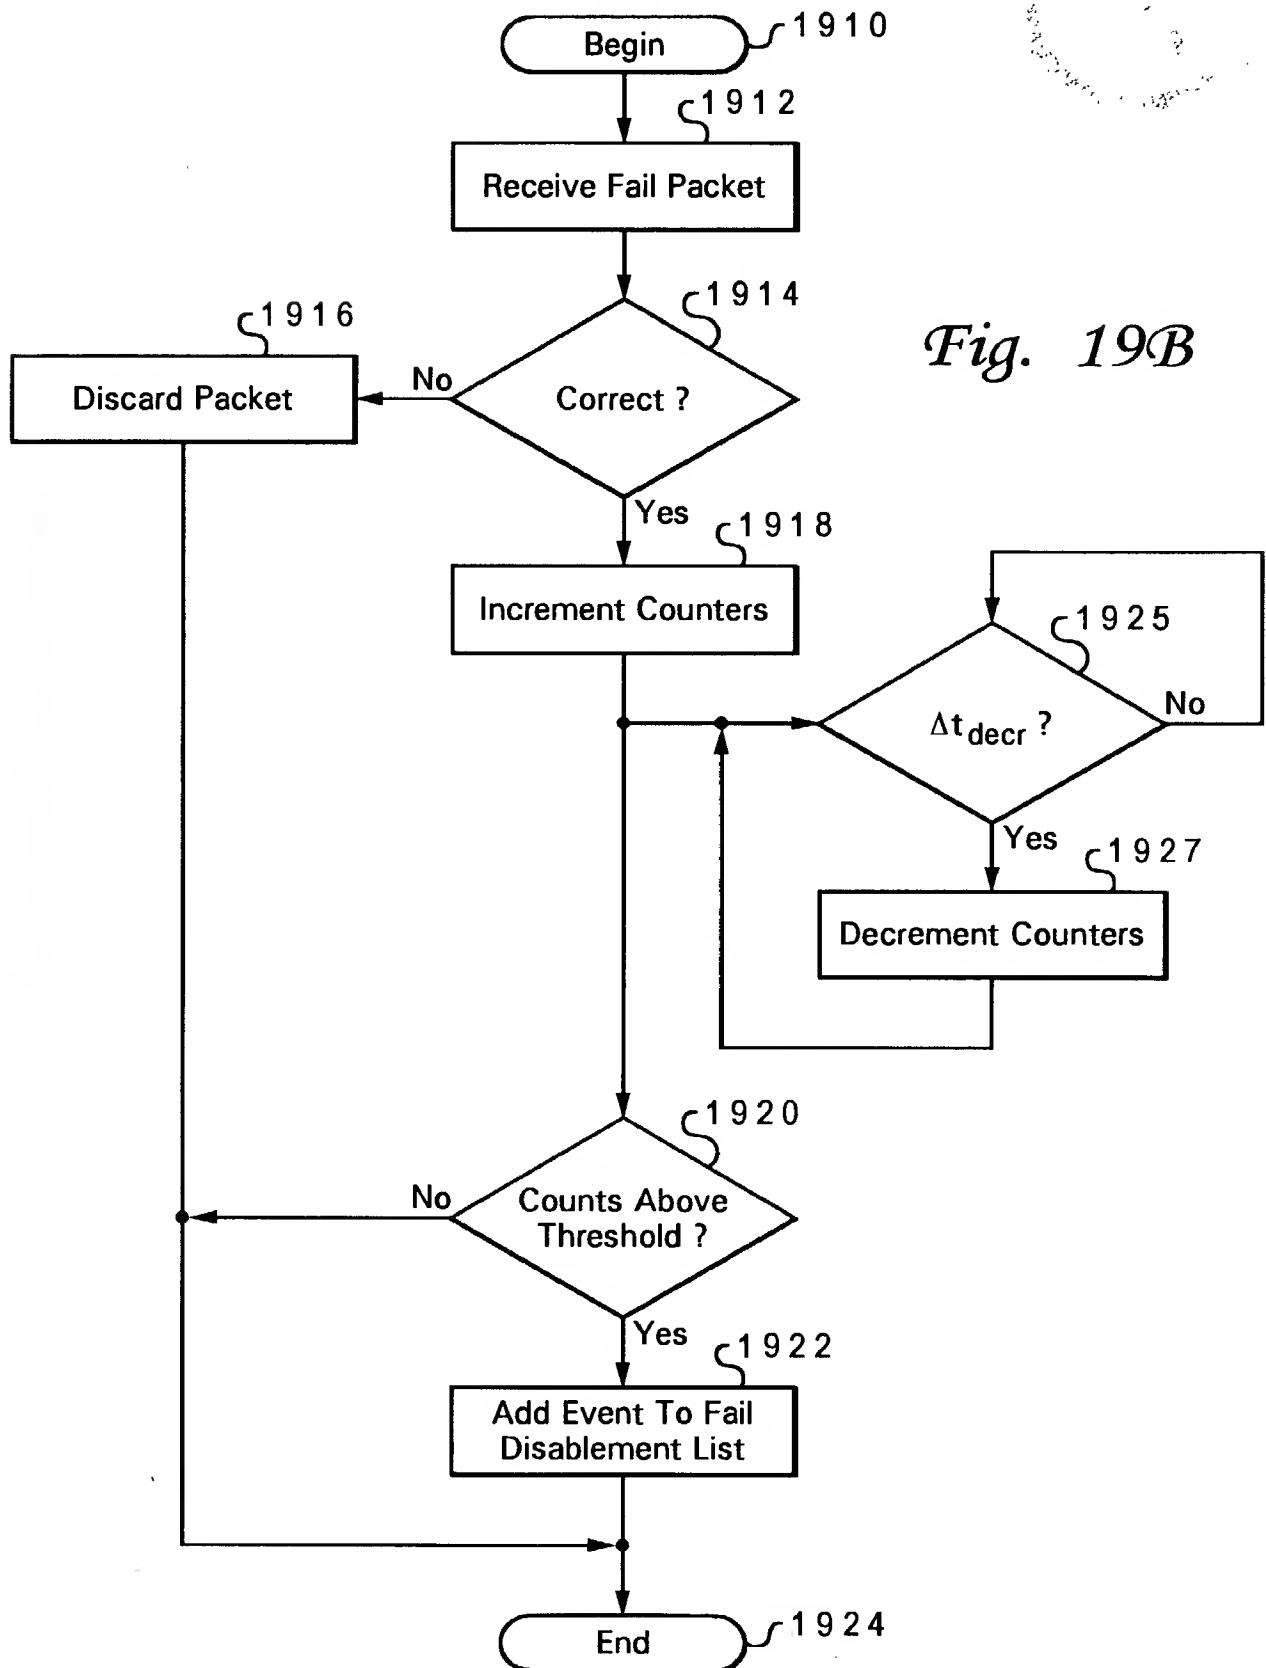 Begin
1910
1912
Receive Fail Packet
1914
1916
Fig. 19B
Discard Packet
No
Correct ?
Yes
1918
Increment Counters
1925
Δt decr ?
No
Yes
1927
Decrement Counters
1920
No
Counts Above
Threshold ?
Yes
1922
Add Event To Fail
Disablement List
End
1924